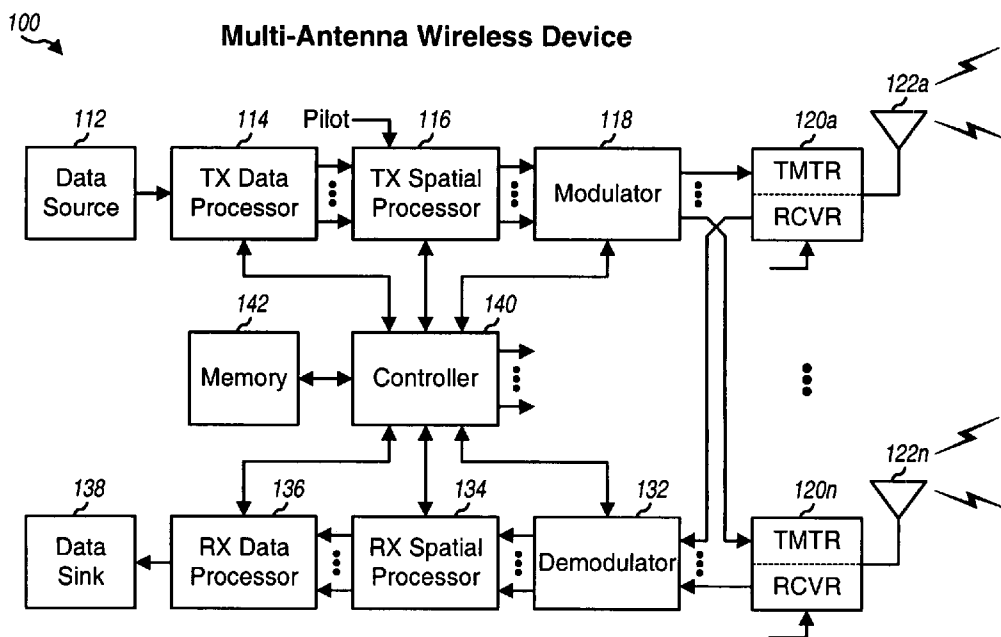 100
Multi-Antenna Wireless Device
122a
112
114
Pilot
116
118
120a
Data
Source
TX Data
Processor
TX Spatial
Processor
Modulator
TMTR
RCVR
142
140
Memory
Controller
122n
138
136
134
132
120n
Data
Sink
RX Data
Processor
RX Spatial
Processor
Demodulator
TMTR
RCVR